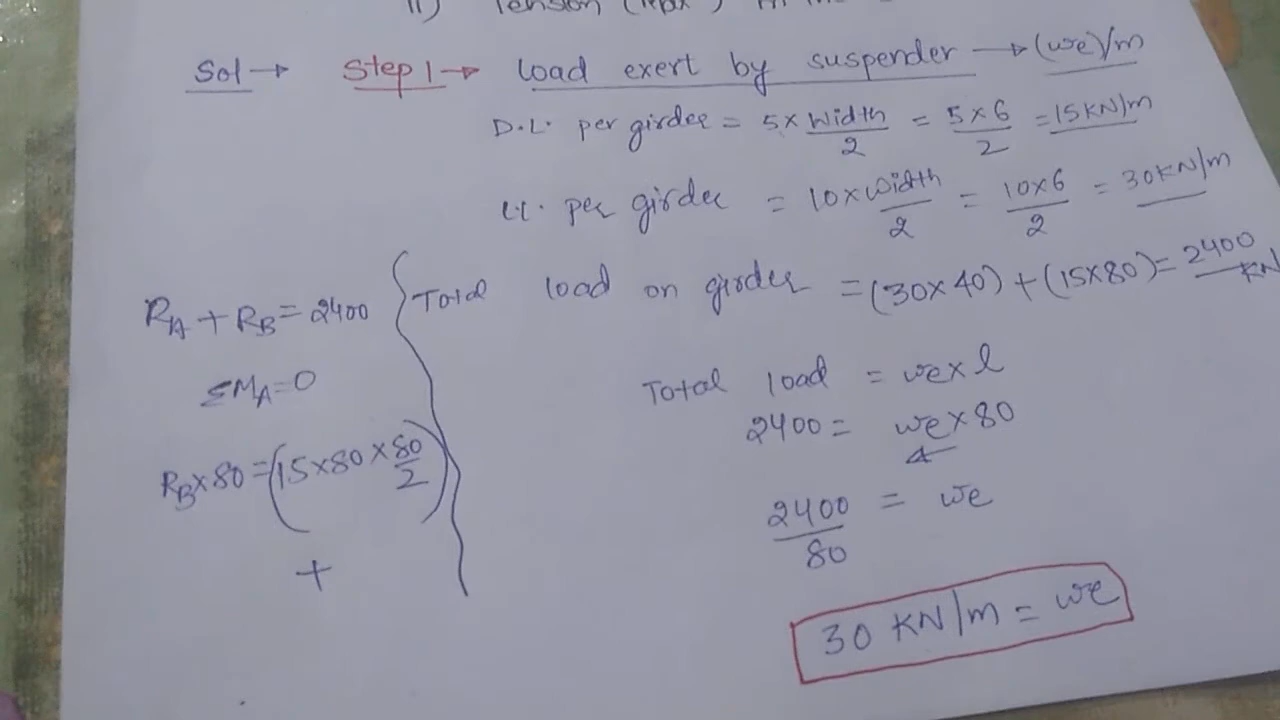 II) Tension (
Sol → Step 1 → Load exert by suspender → (we)/m
D.L. per girder = 5 × Width/2 = 5×6/2 = 15 KN/m
L.L. per girder = 10 × Width/2 = 10×6/2 = 30 KN/m
Total load on girder = (30×40) + (15×80) = 2400 KN
Total load = we × l
2400 = we × 80
2400/80 = we
30 KN/m = we
RA + RB = 2400
ΣMA = 0
RB × 80 = (15×80×80/2)
+